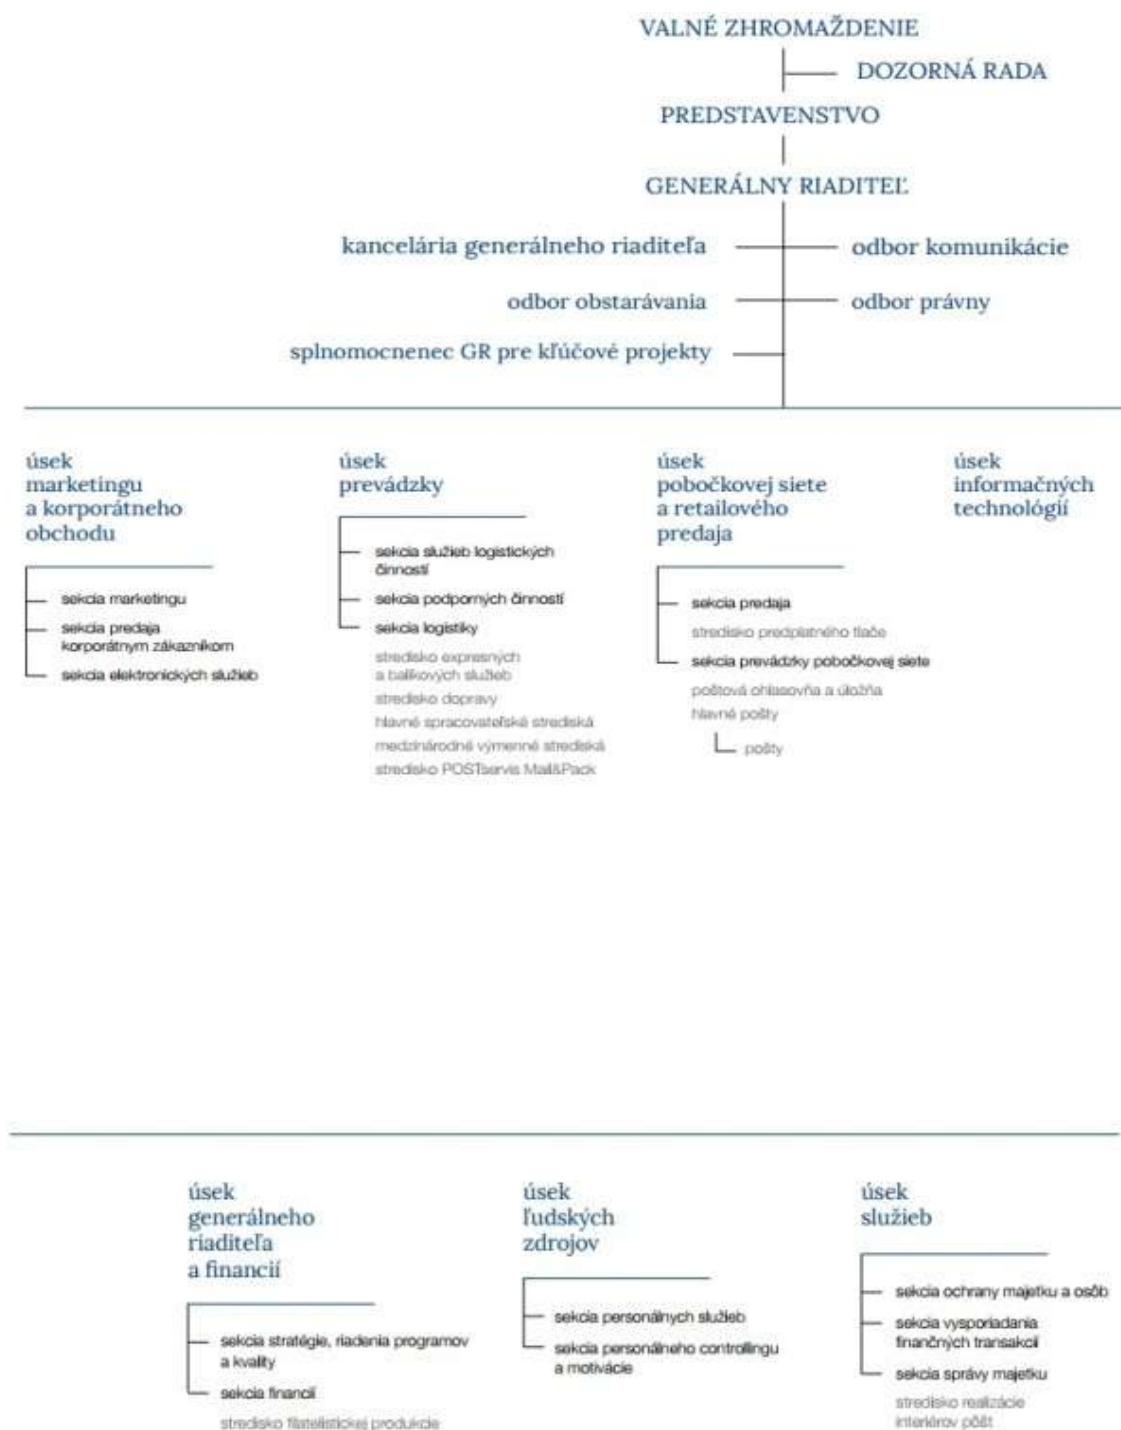 VALNÉ ZHROMAŽDENIE
DOZORNÁ RADA
PREDSTAVENSTVO
GENERÁLNY RIADITEĽ
kancelária generálneho riaditeľa
odbor komunikácie
odbor obstarávania
odbor právny
splnomocnenec GR pre kľúčové projekty
úsek
marketingu
a korporátneho
obchodu
sekcia marketingu
sekcia predaja
korporátnym zákazníkom
sekcia elektronických služieb
úsek
prevádzky
sekcia služieb logistických
činností
sekcia podporných činností
sekcia logistiky
stredisko expresných
a balíkových služieb
stredisko dopravy
hlavné spracovateľské strediská
medzinárodné výmenné strediská
stredisko POSTservis Mail&Pack
úsek
pobočkovej siete
a retailového
predaja
sekcia predaja
stredisko predplatného tlače
sekcia prevádzky pobočkovej siete
poštová ohlasovňa a úložňa
hlavné pošty
pošty
úsek
informačných
technológií
úsek
generálneho
riaditeľa
a financií
sekcia stratégie, riadenia programov
a kvality
sekcia financií
stredisko filatelistickej produkcie
úsek
ľudských
zdrojov
sekcia personálnych služieb
sekcia personálneho controllingu
a motivácie
úsek
služieb
sekcia ochrany majetku a osôb
sekcia vysporiadania
finančných transakcií
sekcia správy majetku
stredisko realizácie
interiérov pôšt